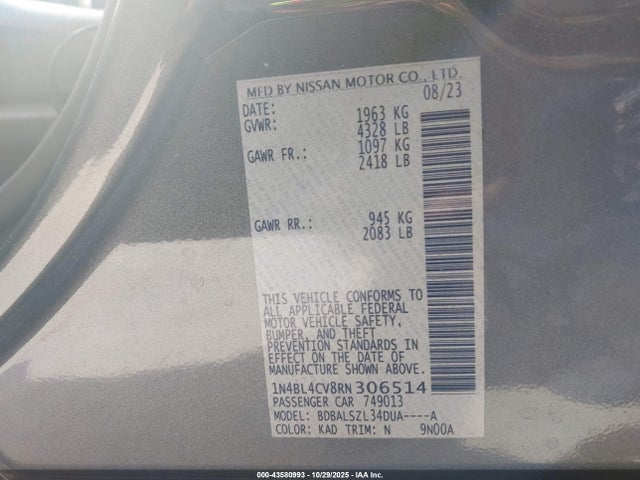 MFD BY NISSAN MOTOR CO., LTD.
DATE: 08/23
GVWR: 1963 KG
4328 LB
GAWR FR.: 1097 KG
2418 LB
GAWR RR.: 945 KG
2083 LB
THIS VEHICLE CONFORMS TO
ALL APPLICABLE FEDERAL
MOTOR VEHICLE SAFETY,
BUMPER, AND THEFT
PREVENTION STANDARDS IN
EFFECT ON THE DATE OF
MANUFACTURE SHOWN ABOVE.
1N4BL4CV8RN306514
PASSENGER CAR 749013
MODEL: BDBALSZL34DUA----A
COLOR: KAD TRIM: N 9N00A
000-43580993 - 10/29/2025 - IAAI.COM